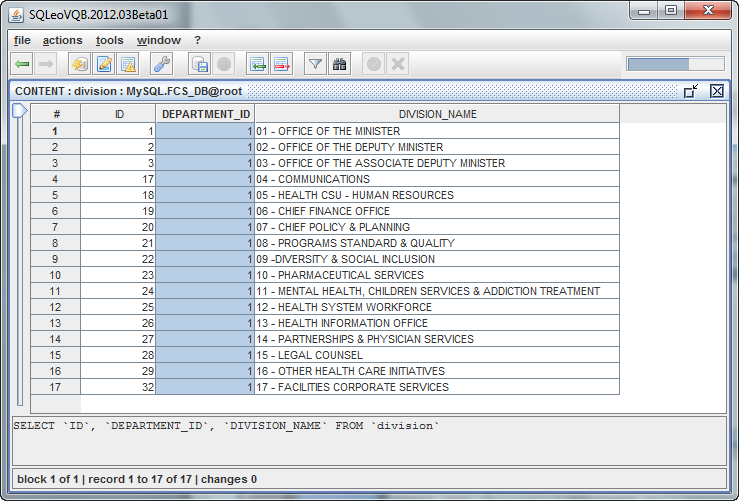 SQLeoVQB.2012.03Beta01
file actions tools window ?
CONTENT : division : MySQL.FCS_DB@root
# ID DEPARTMENT_ID DIVISION_NAME
1 1 1 01 - OFFICE OF THE MINISTER
2 2 1 02 - OFFICE OF THE DEPUTY MINISTER
3 3 1 03 - OFFICE OF THE ASSOCIATE DEPUTY MINISTER
4 17 1 04 - COMMUNICATIONS
5 18 1 05 - HEALTH CSU - HUMAN RESOURCES
6 19 1 06 - CHIEF FINANCE OFFICE
7 20 1 07 - CHIEF POLICY & PLANNING
8 21 1 08 - PROGRAMS STANDARD & QUALITY
9 22 1 09 -DIVERSITY & SOCIAL INCLUSION
10 23 1 10 - PHARMACEUTICAL SERVICES
11 24 1 11 - MENTAL HEALTH, CHILDREN SERVICES & ADDICTION TREATMENT
12 25 1 12 - HEALTH SYSTEM WORKFORCE
13 26 1 13 - HEALTH INFORMATION OFFICE
14 27 1 14 - PARTNERSHIPS & PHYSICIAN SERVICES
15 28 1 15 - LEGAL COUNSEL
16 29 1 16 - OTHER HEALTH CARE INITIATIVES
17 32 1 17 - FACILITIES CORPORATE SERVICES
SELECT `ID`, `DEPARTMENT_ID`, `DIVISION_NAME` FROM `division`
block 1 of 1 | record 1 to 17 of 17 | changes 0